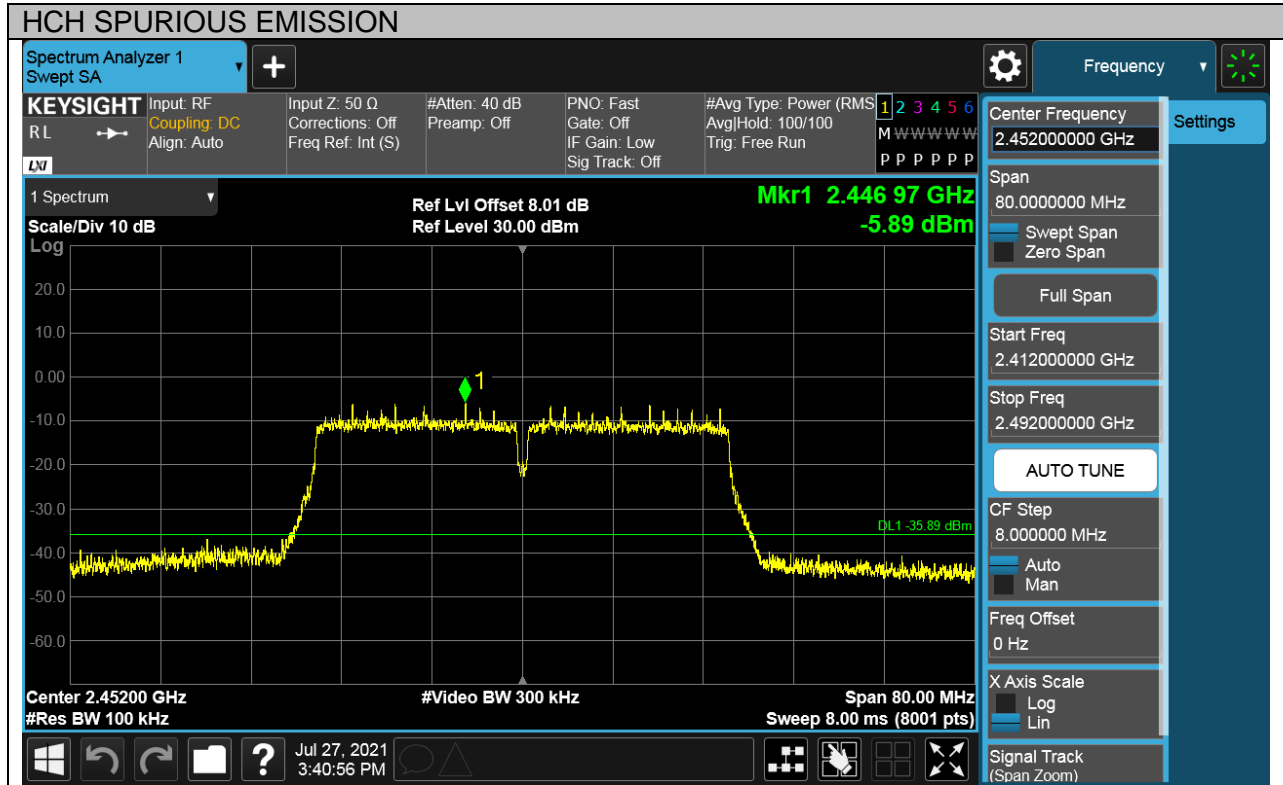 HCH SPURIOUS EMISSION
Spectrum Analyzer 1
Swept SA
+
Frequency
KEYSIGHT
RL
LXI
Input: RF
Coupling: DC
Align: Auto
Input Z: 50 Ω
Corrections: Off
Freq Ref: Int (S)
#Atten: 40 dB
Preamp: Off
PNO: Fast
Gate: Off
IF Gain: Low
Sig Track: Off
#Avg Type: Power (RMS
Avg|Hold: 100/100
Trig: Free Run
1 2 3 4 5 6
M W W W W W
P P P P P P
1 Spectrum
Scale/Div 10 dB
Ref Lvl Offset 8.01 dB
Ref Level 30.00 dBm
Mkr1 2.446 97 GHz
-5.89 dBm
Log
20.0
10.0
0.00
-10.0
-20.0
-30.0
-40.0
-50.0
-60.0
1
DL1 -35.89 dBm
Center 2.45200 GHz
#Res BW 100 kHz
#Video BW 300 kHz
Span 80.00 MHz
Sweep 8.00 ms (8001 pts)
?
Jul 27, 2021
3:40:56 PM
Center Frequency
2.452000000 GHz
Settings
Span
80.0000000 MHz
Swept Span
Zero Span
Full Span
Start Freq
2.412000000 GHz
Stop Freq
2.492000000 GHz
AUTO TUNE
CF Step
8.000000 MHz
Auto
Man
Freq Offset
0 Hz
X Axis Scale
Log
Lin
Signal Track
(Span Zoom)